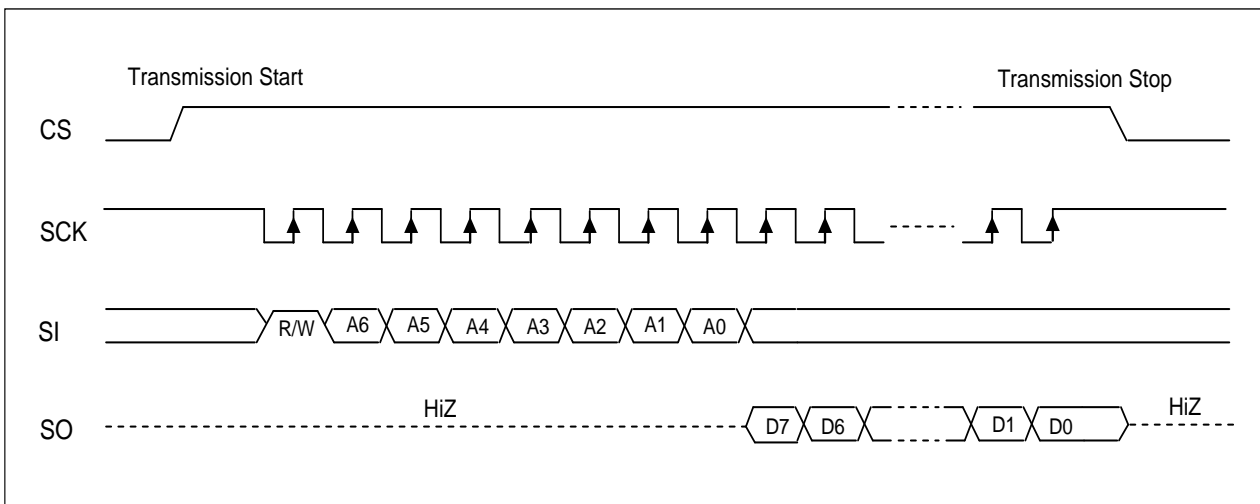 Transmission Start
Transmission Stop
CS
SCK
SI
R/W A6 A5 A4 A3 A2 A1 A0
HiZ
HiZ
SO
D7 D6 D1 D0